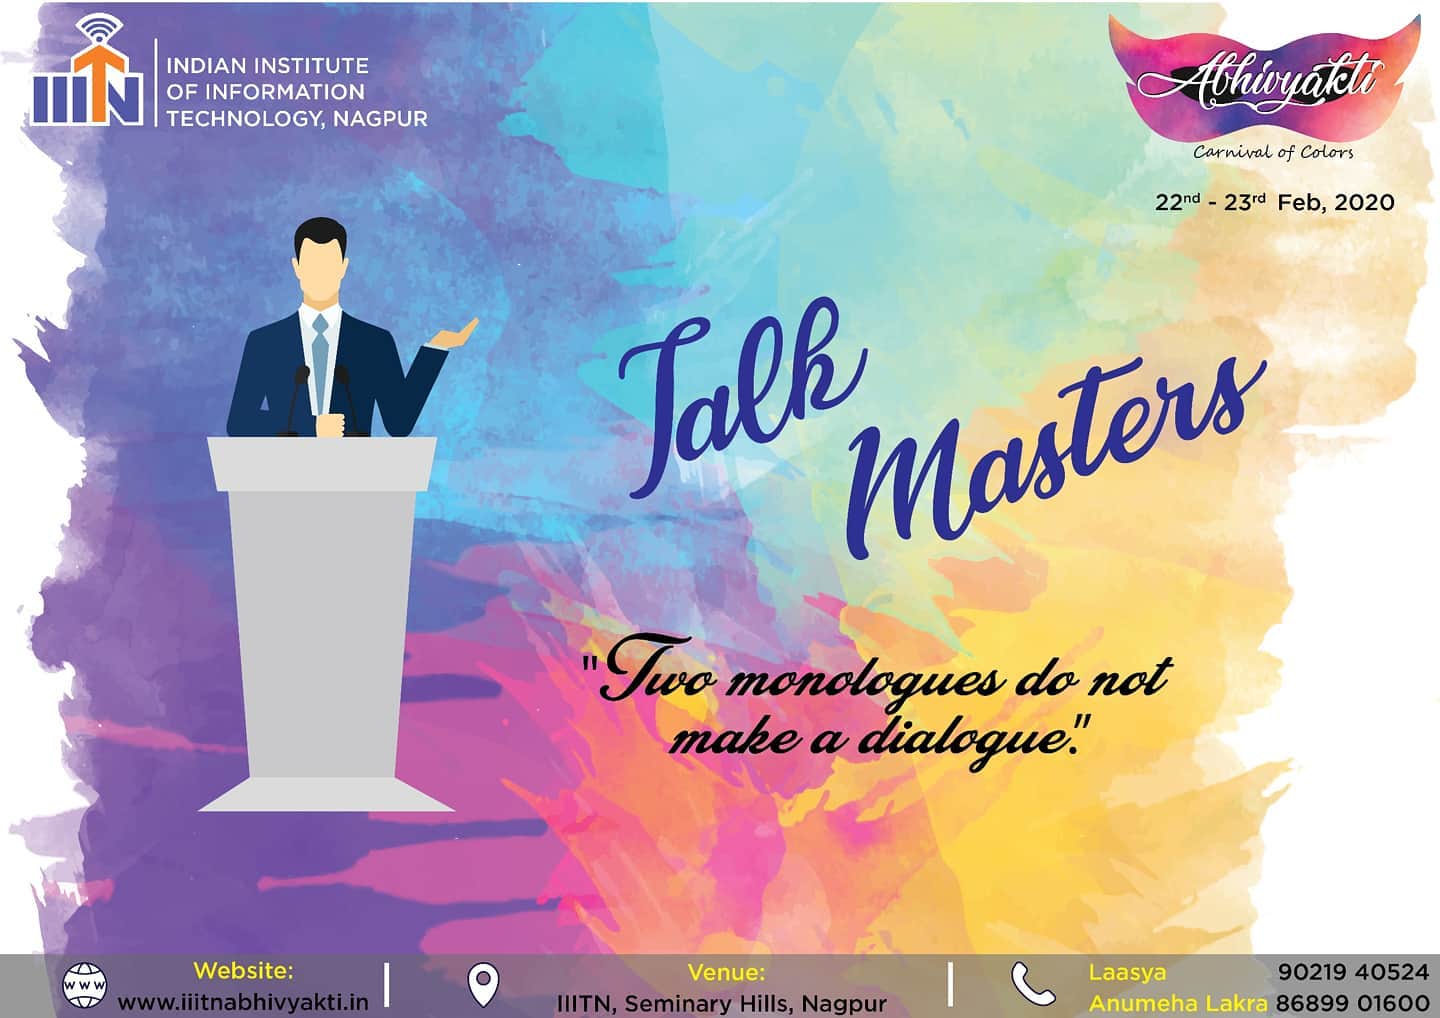 IIITN
INDIAN INSTITUTE
OF INFORMATION
TECHNOLOGY, NAGPUR
Abhivyakti
Carnival of Colors
22nd - 23rd Feb, 2020
Talk
Masters
"Two monologues do not
make a dialogue."
Website:
www
www.iiitnabhivyakti.in
Venue:
IIITN, Seminary Hills, Nagpur
Laasya 90219 40524
Anumeha Lakra 86899 01600